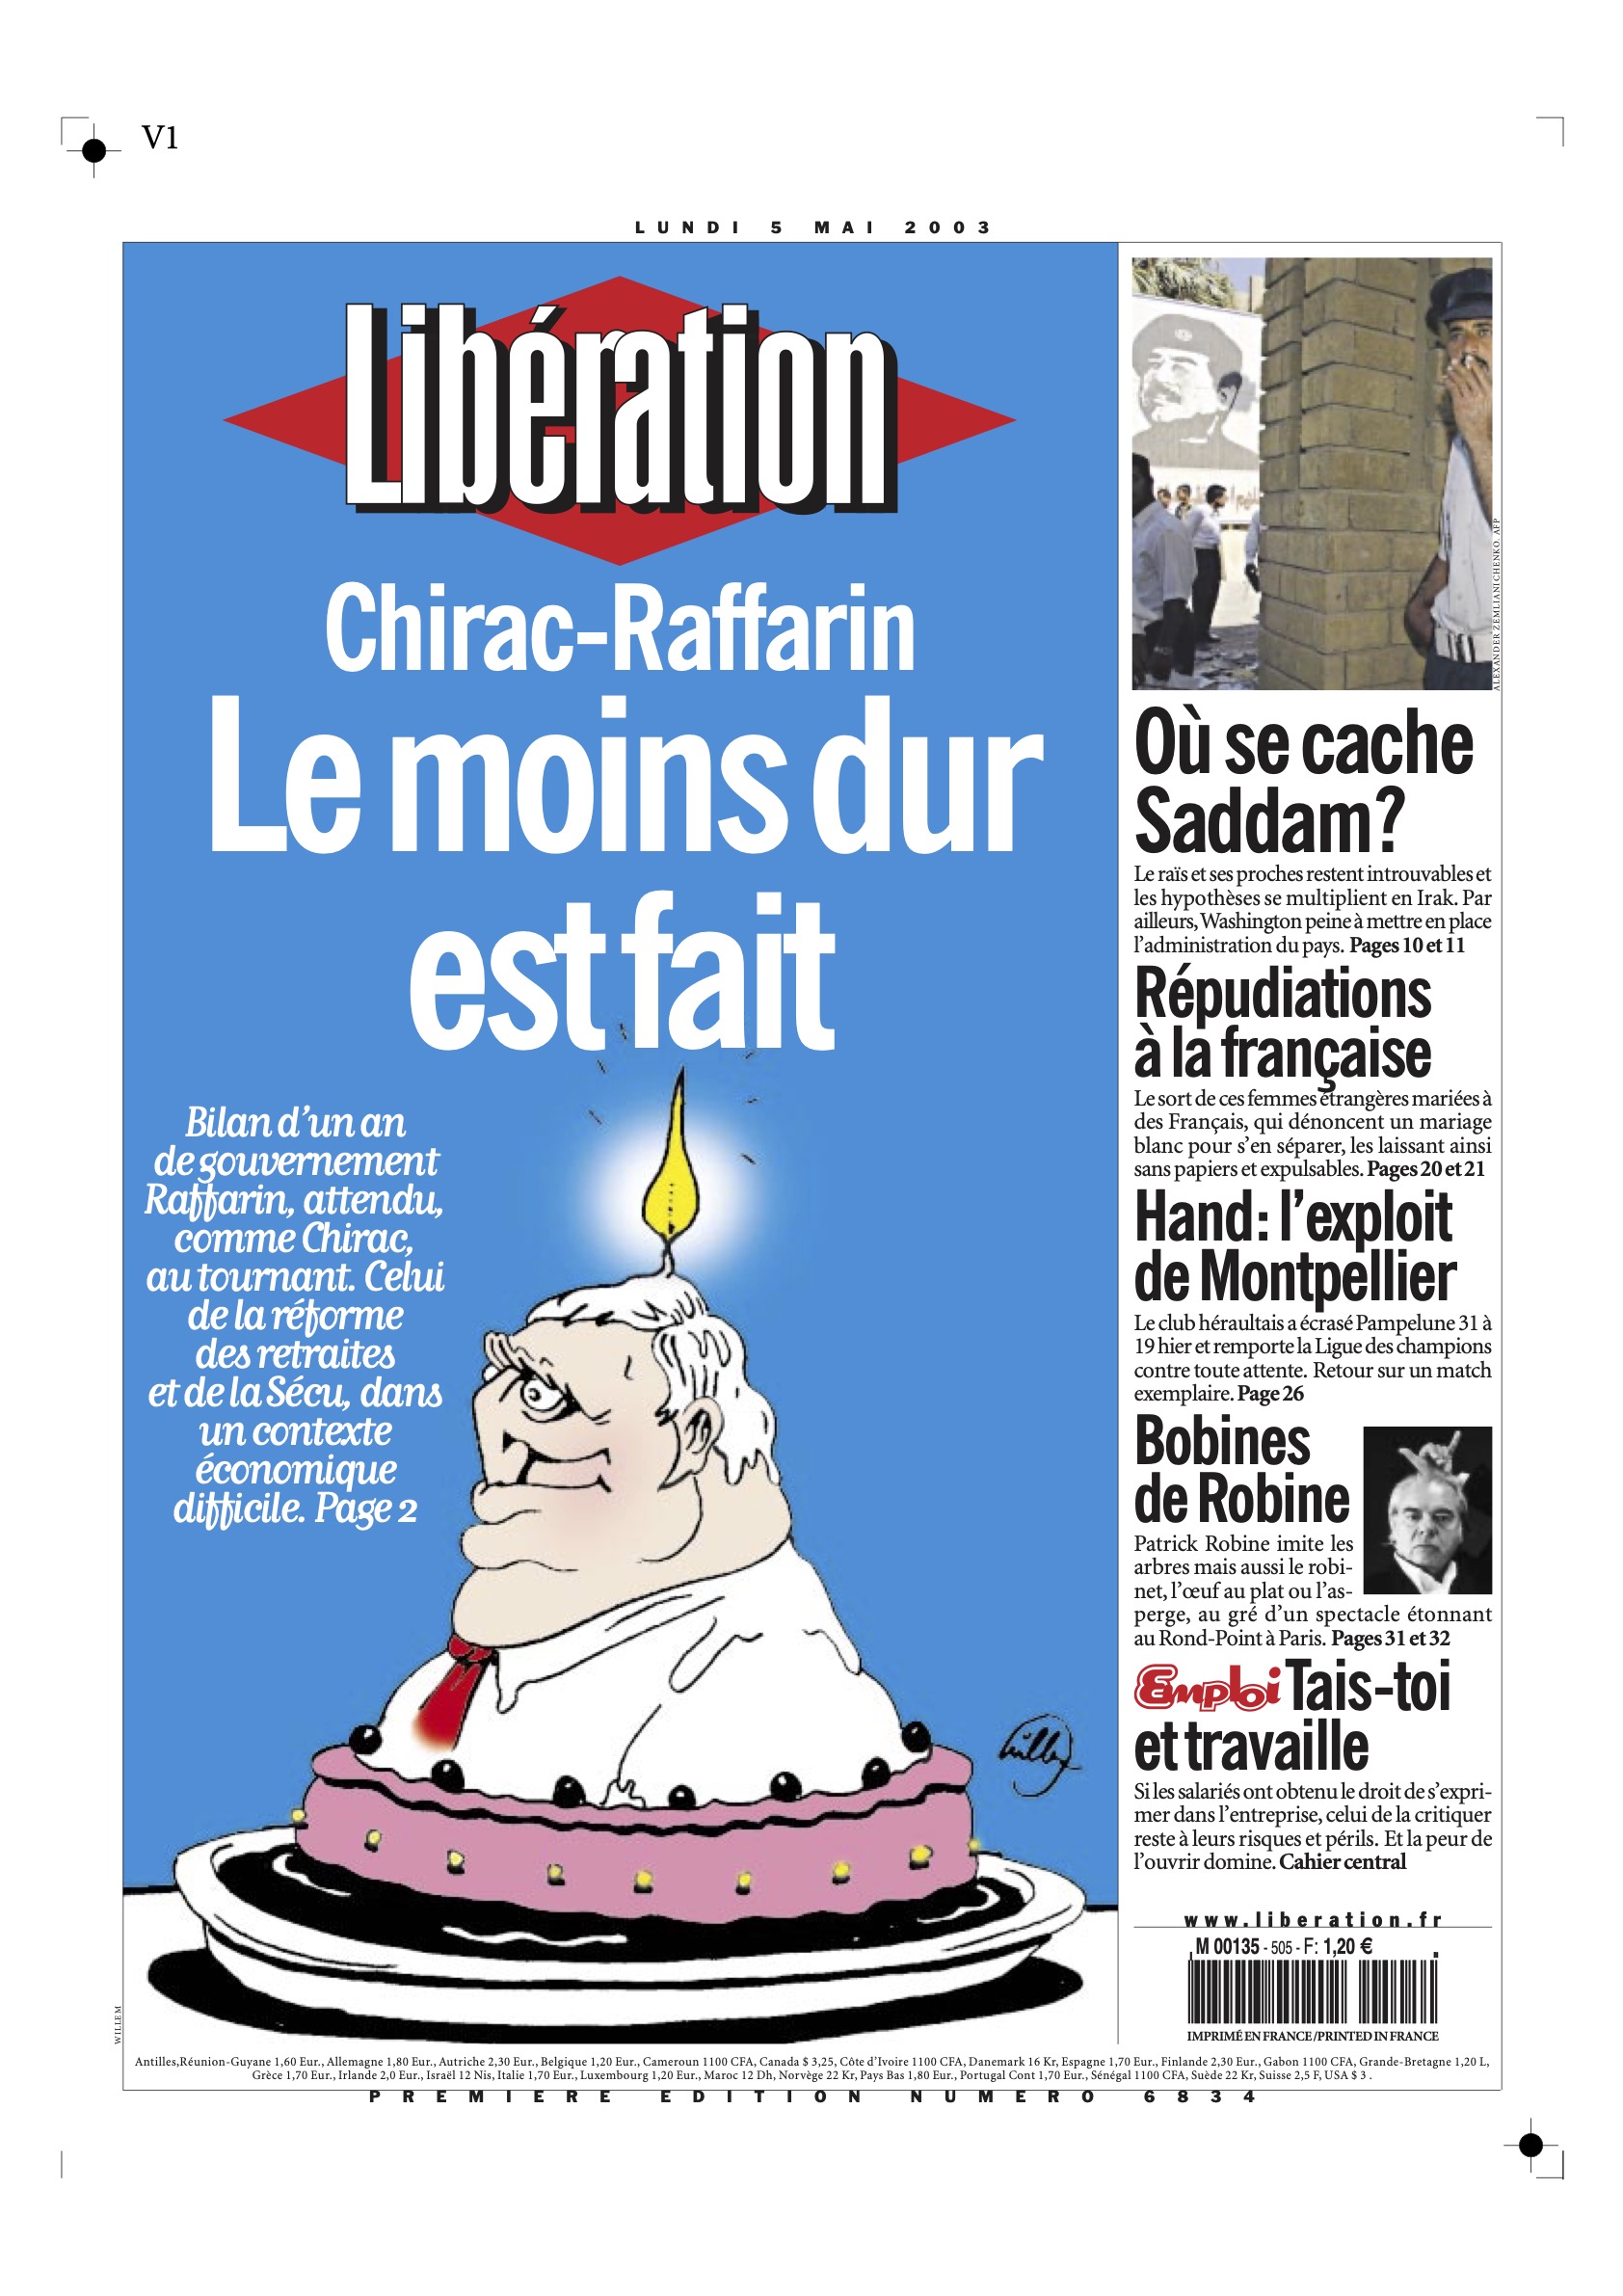 V1
LUNDI 5 MAI 2003
Libération
Chirac-Raffarin
Le moins dur
est fait
Bilan d’un an
de gouvernement
Raffarin, attendu,
comme Chirac,
au tournant. Celui
de la réforme
des retraites
et de la Sécu, dans
un contexte
économique
difficile. Page 2
WILLEM
ALEXANDER ZEMLIANICHENKO. AFP
Où se cache
Saddam?
Le raïs et ses proches restent introuvables et
les hypothèses se multiplient en Irak. Par
ailleurs, Washington peine à mettre en place
l’administration du pays. Pages 10 et 11
Répudiations
à la française
Le sort de ces femmes étrangères mariées à
des Français, qui dénoncent un mariage
blanc pour s’en séparer, les laissant ainsi
sans papiers et expulsables. Pages 20 et 21
Hand: l’exploit
de Montpellier
Le club héraultais a écrasé Pampelune 31 à
19 hier et remporte la Ligue des champions
contre toute attente. Retour sur un match
exemplaire. Page 26
Bobines
de Robine
Patrick Robine imite les
arbres mais aussi le robi-
net, l’œuf au plat ou l’as-
perge, au gré d’un spectacle étonnant
au Rond-Point à Paris. Pages 31 et 32
Emploi Tais-toi
et travaille
Si les salariés ont obtenu le droit de s’expri-
mer dans l’entreprise, celui de la critiquer
reste à leurs risques et périls. Et la peur de
l’ouvrir domine. Cahier central
www.liberation.fr
M 00135 - 505 - F: 1,20 €
IMPRIMÉ EN FRANCE/PRINTED IN FRANCE
Antilles,Réunion-Guyane 1,60 Eur., Allemagne 1,80 Eur., Autriche 2,30 Eur., Belgique 1,20 Eur., Cameroun 1100 CFA, Canada $ 3,25, Côte d’Ivoire 1100 CFA, Danemark 16 Kr, Espagne 1,70 Eur., Finlande 2,30 Eur., Gabon 1100 CFA, Grande-Bretagne 1,20 L,
Grèce 1,70 Eur., Irlande 2,0 Eur., Israël 12 Nis, Italie 1,70 Eur., Luxembourg 1,20 Eur., Maroc 12 Dh, Norvège 22 Kr, Pays Bas 1,80 Eur., Portugal Cont 1,70 Eur., Sénégal 1100 CFA, Suède 22 Kr, Suisse 2,5 F, USA $ 3 .
PREMIERE EDITION NUMERO 6834